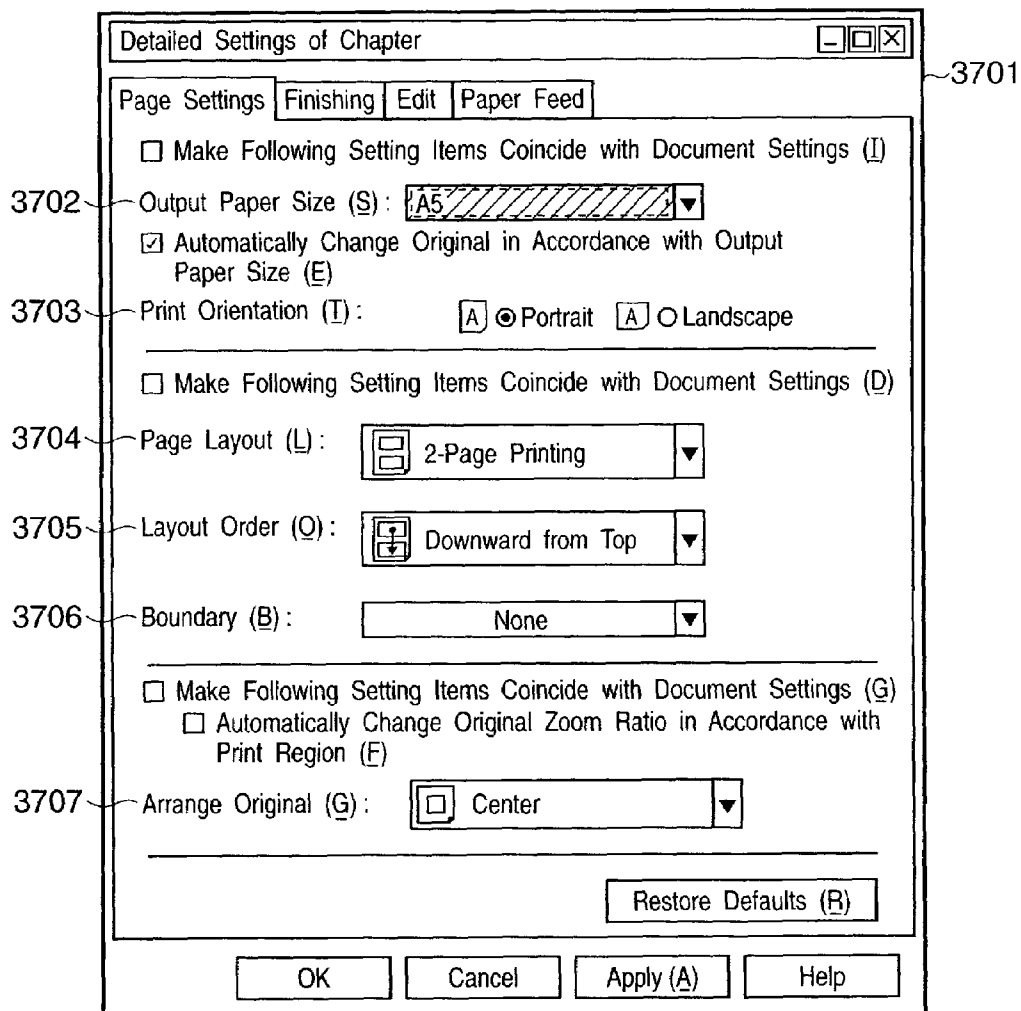 Detailed Settings of Chapter
3701
Page Settings Finishing Edit Paper Feed
Make Following Setting Items Coincide with Document Settings (I)
3702 Output Paper Size (S) : A5
Automatically Change Original in Accordance with Output
Paper Size (E)
3703 Print Orientation (T) : A Portrait A Landscape
Make Following Setting Items Coincide with Document Settings (D)
3704 Page Layout (L) : 2-Page Printing
3705 Layout Order (O) : Downward from Top
3706 Boundary (B) : None
Make Following Setting Items Coincide with Document Settings (G)
Automatically Change Original Zoom Ratio in Accordance with
Print Region (F)
3707 Arrange Original (G) : Center
Restore Defaults (R)
OK Cancel Apply (A) Help